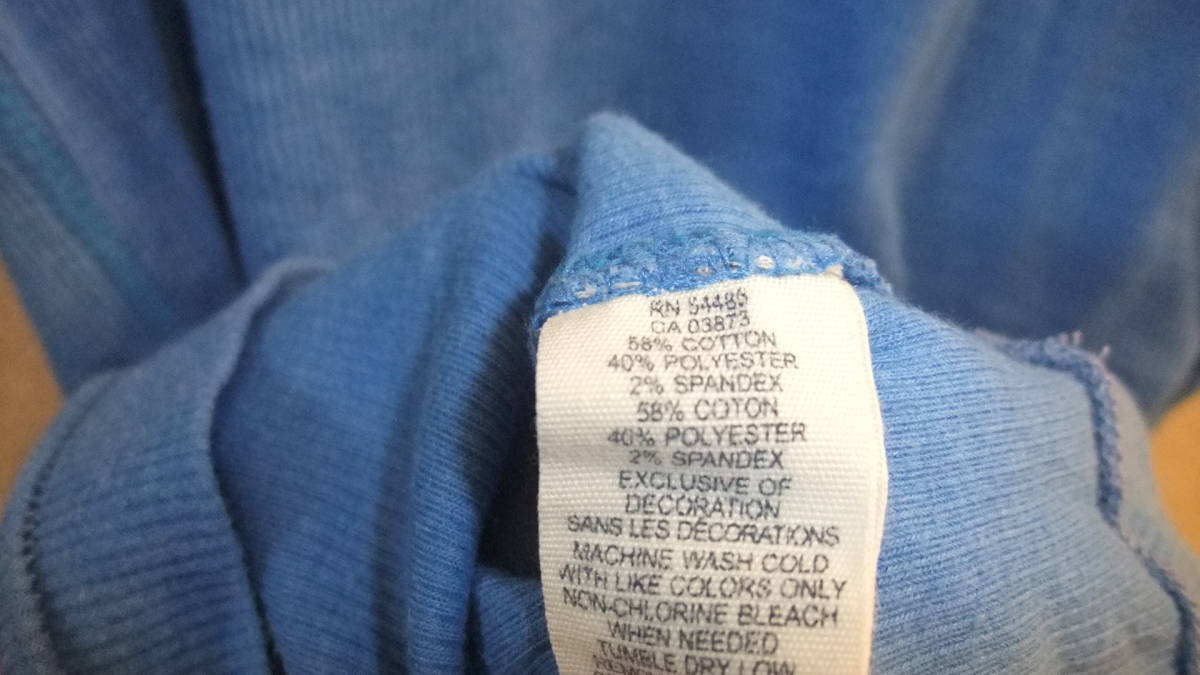 RN 54485
CA 03873
58% COTTON
40% POLYESTER
2% SPANDEX
58% COTON
40% POLYESTER
2% SPANDEX
EXCLUSIVE OF
DECORATION
SANS LES DÉCORATIONS
MACHINE WASH COLD
WITH LIKE COLORS ONLY
NON-CHLORINE BLEACH
WHEN NEEDED
TUMBLE DRY LOW